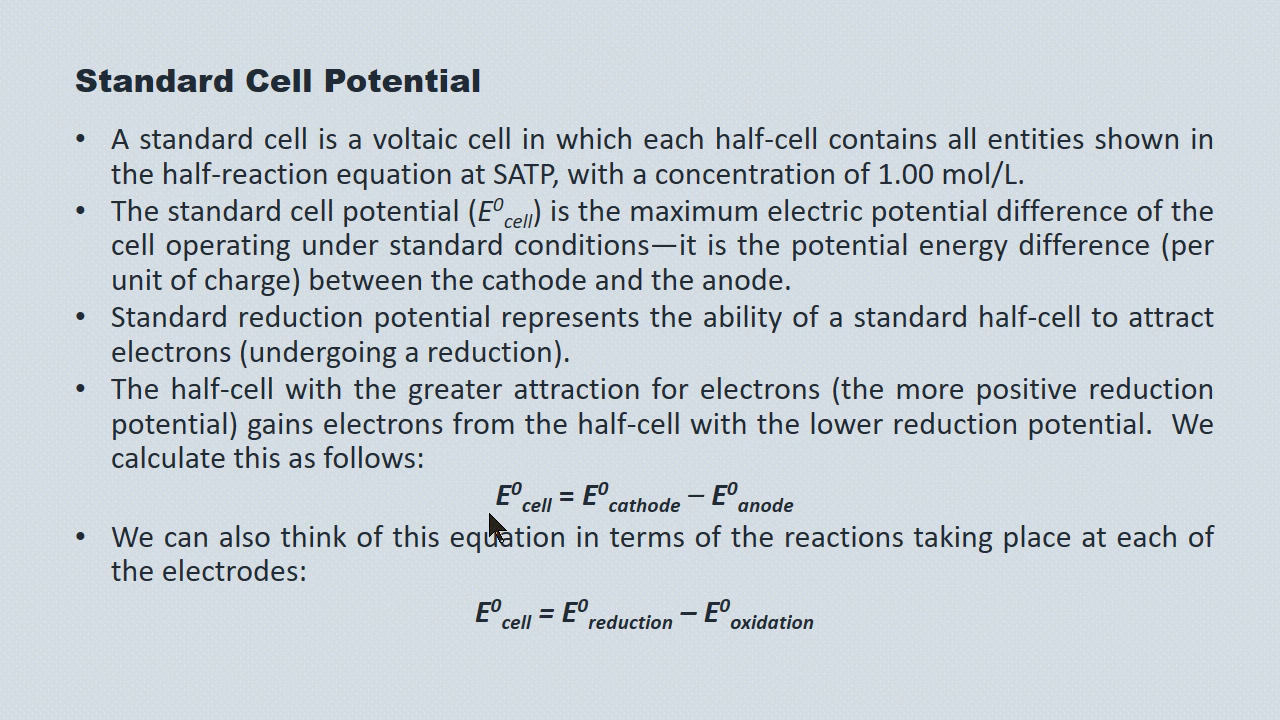 Standard Cell Potential
• A standard cell is a voltaic cell in which each half-cell contains all entities shown in
the half-reaction equation at SATP, with a concentration of 1.00 mol/L.
• The standard cell potential (E⁰cell) is the maximum electric potential difference of the
cell operating under standard conditions—it is the potential energy difference (per
unit of charge) between the cathode and the anode.
• Standard reduction potential represents the ability of a standard half-cell to attract
electrons (undergoing a reduction).
• The half-cell with the greater attraction for electrons (the more positive reduction
potential) gains electrons from the half-cell with the lower reduction potential. We
calculate this as follows:
E⁰cell = E⁰cathode – E⁰anode
• We can also think of this equation in terms of the reactions taking place at each of
the electrodes:
E⁰cell = E⁰reduction – E⁰oxidation